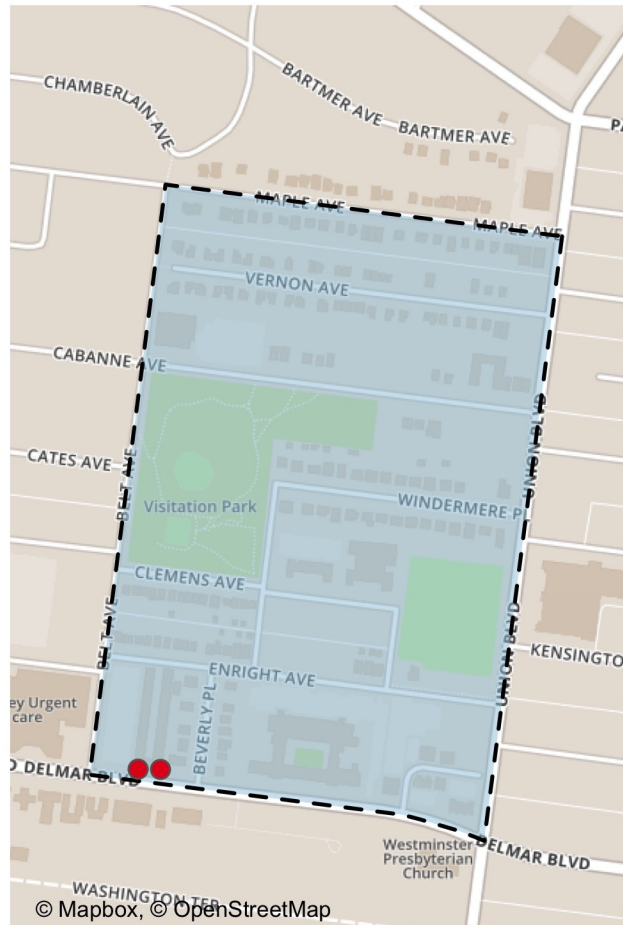 CHAMBERLAIN AVE
BARTMER AVE
BARTMER AVE
MAPLE AVE
MAPLE AVE
VERNON AVE
CABANNE AVE
UNION BLVD
CATES AVE
BELT AVE
Visitation Park
WINDERMERE P
CLEMENS AVE
BELT AVE
UNION BLVD
KENSINGTO
ENRIGHT AVE
BEVERLY PL
ey Urgent
care
DELMAR BLVD
Westminster
Presbyterian
Church
DELMAR BLVD
WASHINGTON TER
© Mapbox, © OpenStreetMap